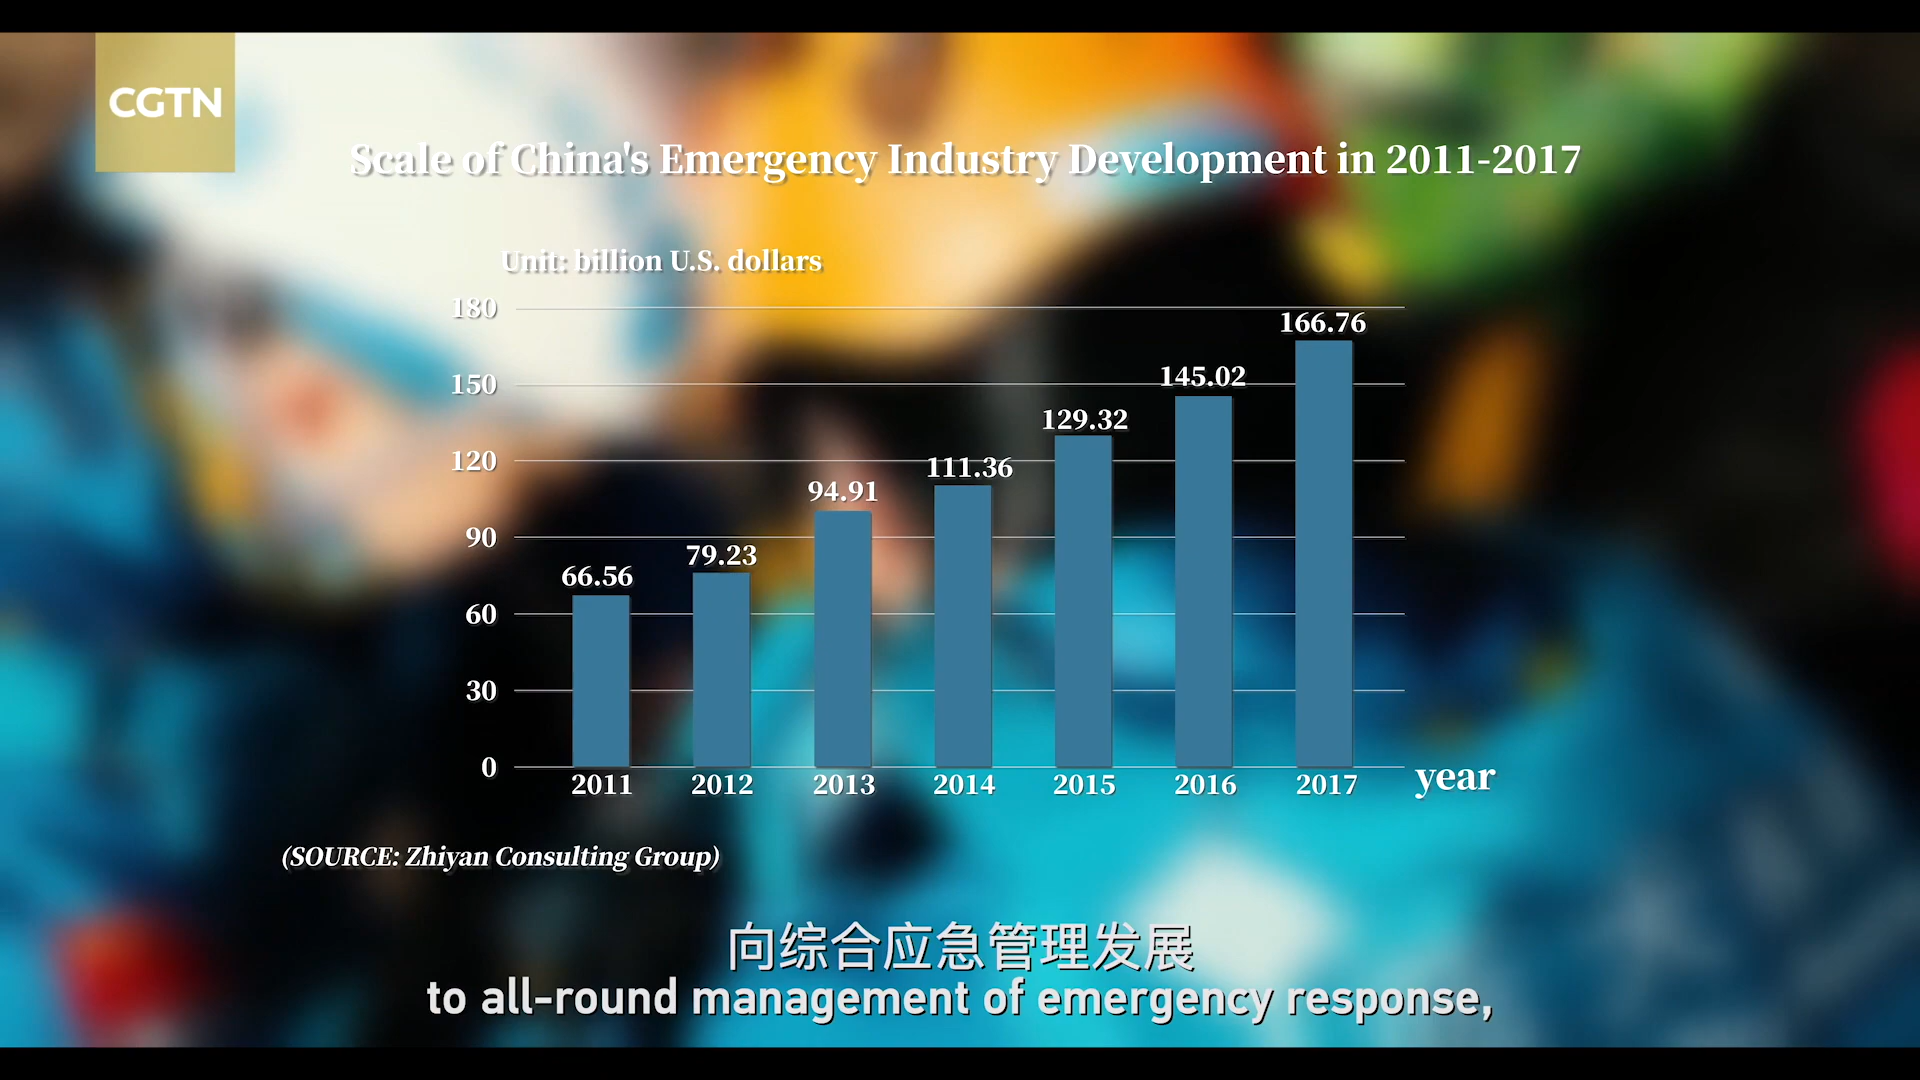 CGTN
Scale of China's Emergency Industry Development in 2011-2017
Unit: billion U.S. dollars
180
150
120
90
60
30
0
66.56
79.23
94.91
111.36
129.32
145.02
166.76
2011 2012 2013 2014 2015 2016 2017 year
(SOURCE: Zhiyan Consulting Group)
向综合应急管理发展
to all-round management of emergency response,